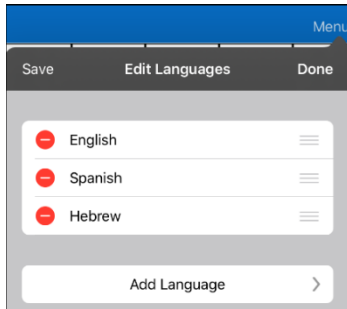 Menu
Save Edit Languages Done
English
Spanish
Hebrew
Add Language